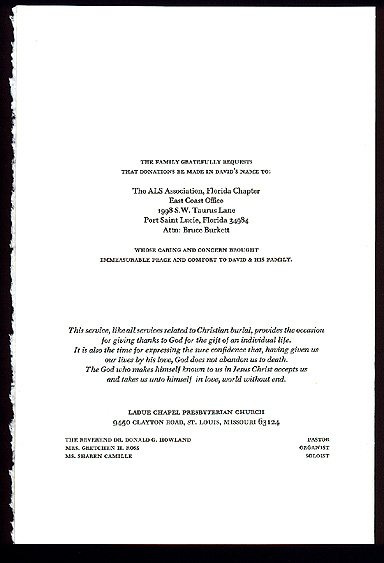 THE FAMILY GRATEFULLY REQUESTS
THAT DONATIONS BE MADE IN DAVID'S NAME TO:
The ALS Association, Florida Chapter
East Coast Office
1998 S.W. Taurus Lane
Port Saint Lucie, Florida 34984
Attn: Bruce Burkett
WHOSE CARING AND CONCERN BROUGHT
IMMEASURABLE PEACE AND COMFORT TO DAVID & HIS FAMILY.
This service, like all services related to Christian burial, provides the occasion
for giving thanks to God for the gift of an individual life.
It is also the time for expressing the sure confidence that, having given us
our lives by his love, God does not abandon us to death.
The God who makes himself known to us in Jesus Christ accepts us
and takes us unto himself in love, world without end.
LADUE CHAPEL PRESBYTERIAN CHURCH
9450 CLAYTON ROAD, ST. LOUIS, MISSOURI 63124
THE REVEREND DR. DONALD G. HOWLAND PASTOR
MRS. GRETCHEN H. ROSS ORGANIST
MS. SHAREN CAMILLE SOLOIST